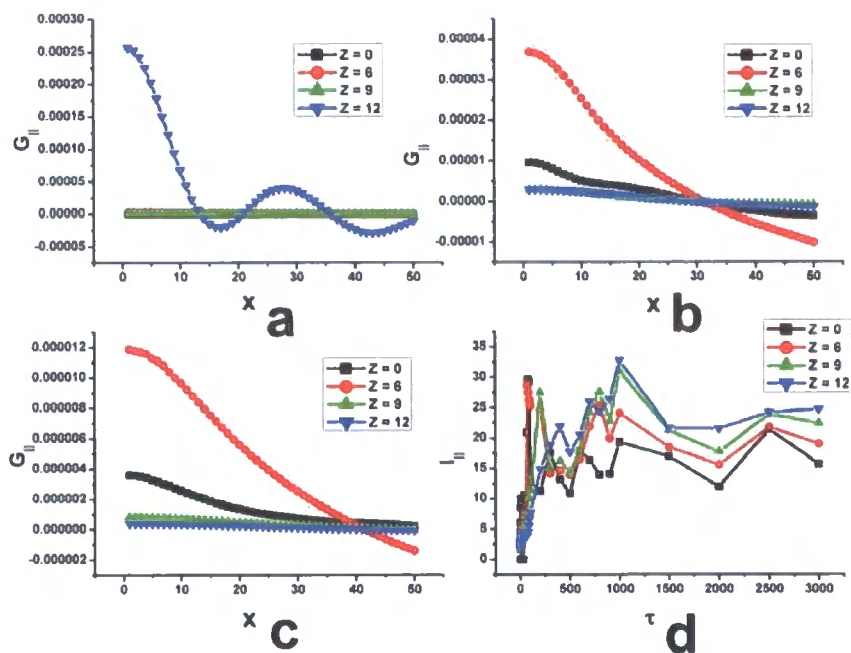 0.00030
0.00025
0.00020
0.00015
0.00010
0.00005
0.00000
-0.00005
G||
0 10 20 30 40 50
X
a
Z = 0
Z = 6
Z = 9
Z = 12
0.00004
0.00003
0.00002
0.00001
0.00000
-0.00001
G||
0 10 20 30 40 50
X
b
Z = 0
Z = 6
Z = 9
Z = 12
0.000012
0.000010
0.000008
0.000006
0.000004
0.000002
0.000000
-0.000002
G||
0 10 20 30 40 50
X
c
Z = 0
Z = 6
Z = 9
Z = 12
35
30
25
20
15
10
5
0
I||
0 500 1000 1500 2000 2500 3000
τ
d
Z = 0
Z = 6
Z = 9
Z = 12